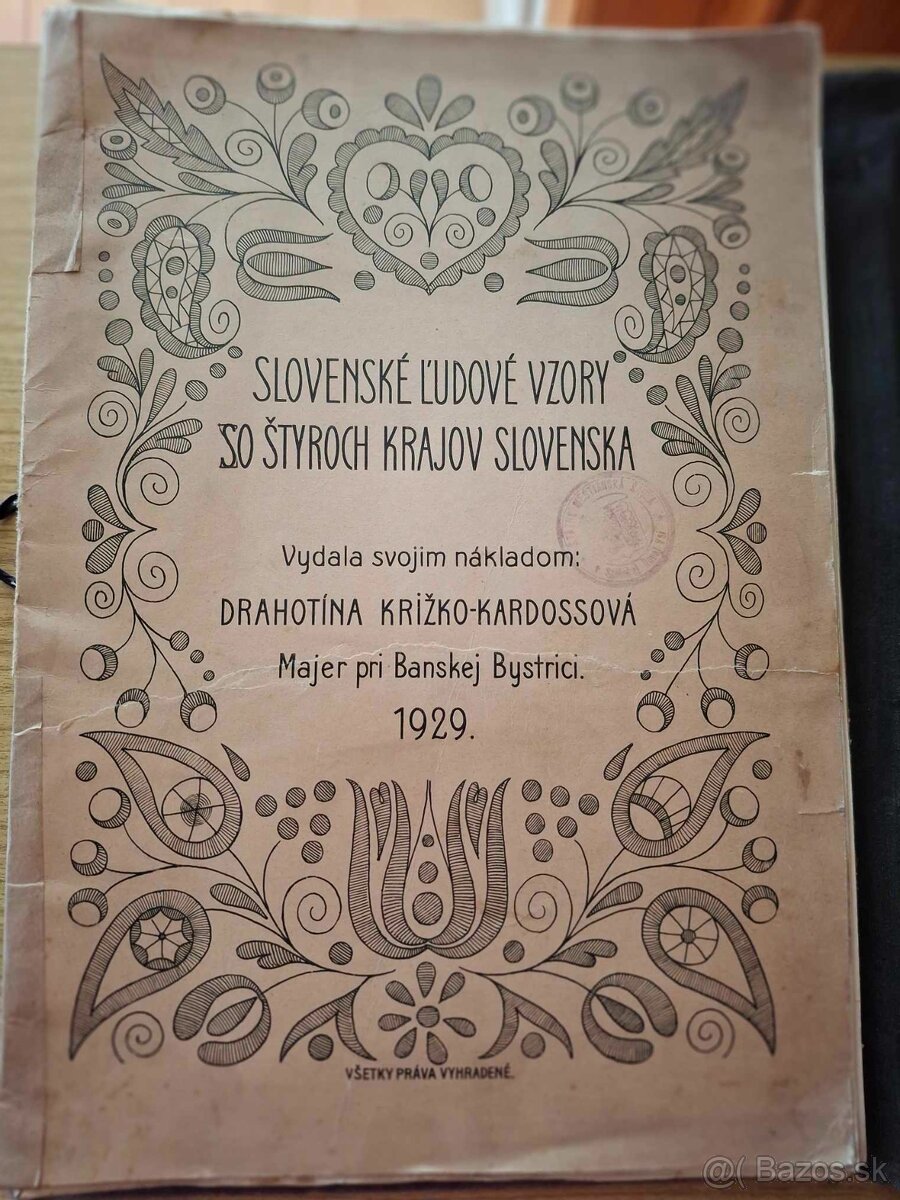 SLOVENSKÉ ĽUDOVÉ VZORY
SO ŠTYROCH KRAJOV SLOVENSKA
Vydala svojim nákladom:
DRAHOTÍNA KRIŽKO-KARDOSSOVÁ
Majer pri Banskej Bystrici.
1929.
VŠETKY PRÁVA VYHRADENÉ.
@( Bazos.sk